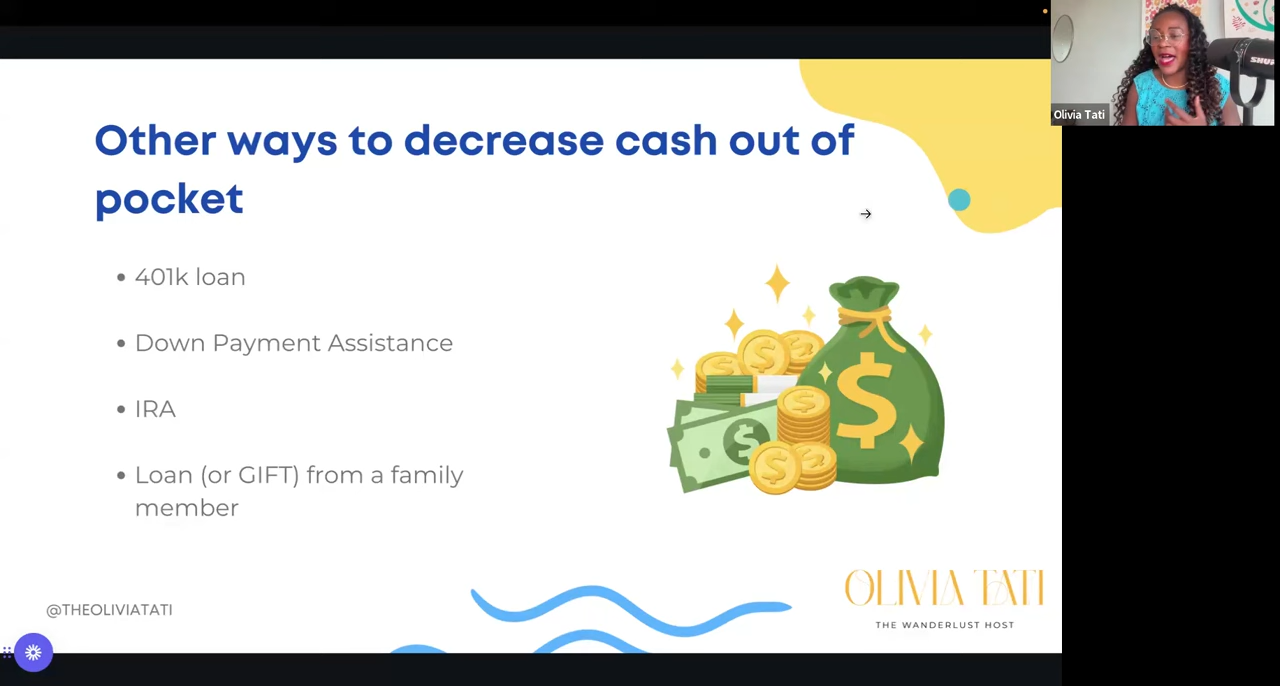 Other ways to decrease cash out of
pocket
• 401k loan
• Down Payment Assistance
• IRA
• Loan (or GIFT) from a family
member
@THEOLIVIATATI
OLIVIA TATI
THE WANDERLUST HOST
Olivia Tati
SHURE